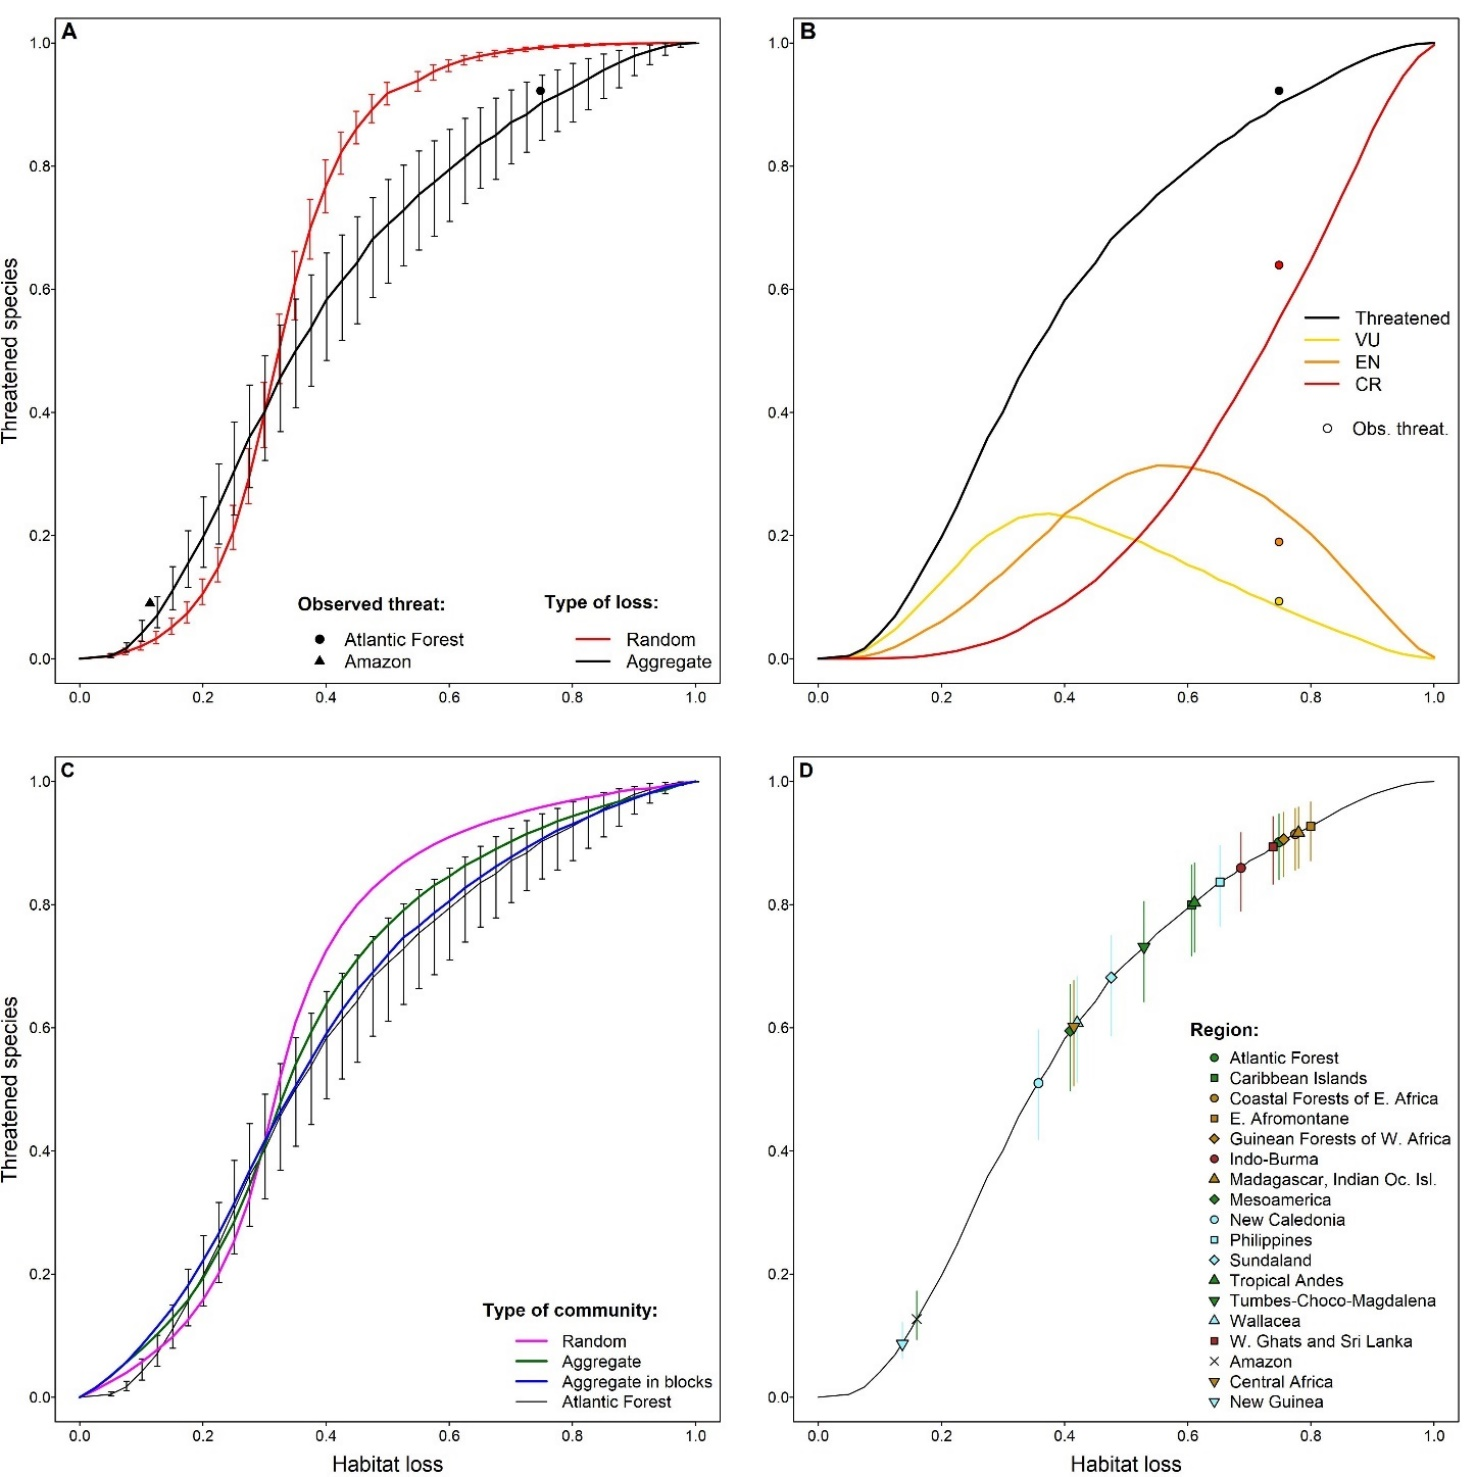 A
1.0
0.8
0.6
0.4
0.2
0.0
Threatened species
Observed threat:
Atlantic Forest
Amazon
Type of loss:
Random
Aggregate
0.0 0.2 0.4 0.6 0.8 1.0
B
1.0
0.8
0.6
0.4
0.2
0.0
Threatened
VU
EN
CR
Obs. threat.
0.0 0.2 0.4 0.6 0.8 1.0
C
1.0
0.8
0.6
0.4
0.2
0.0
Threatened species
Type of community:
Random
Aggregate
Aggregate in blocks
Atlantic Forest
0.0 0.2 0.4 0.6 0.8 1.0
Habitat loss
D
1.0
0.8
0.6
0.4
0.2
0.0
Region:
Atlantic Forest
Caribbean Islands
Coastal Forests of E. Africa
E. Afromontane
Guinean Forests of W. Africa
Indo-Burma
Madagascar, Indian Oc. Isl.
Mesoamerica
New Caledonia
Philippines
Sundaland
Tropical Andes
Tumbes-Choco-Magdalena
Wallacea
W. Ghats and Sri Lanka
Amazon
Central Africa
New Guinea
0.0 0.2 0.4 0.6 0.8 1.0
Habitat loss